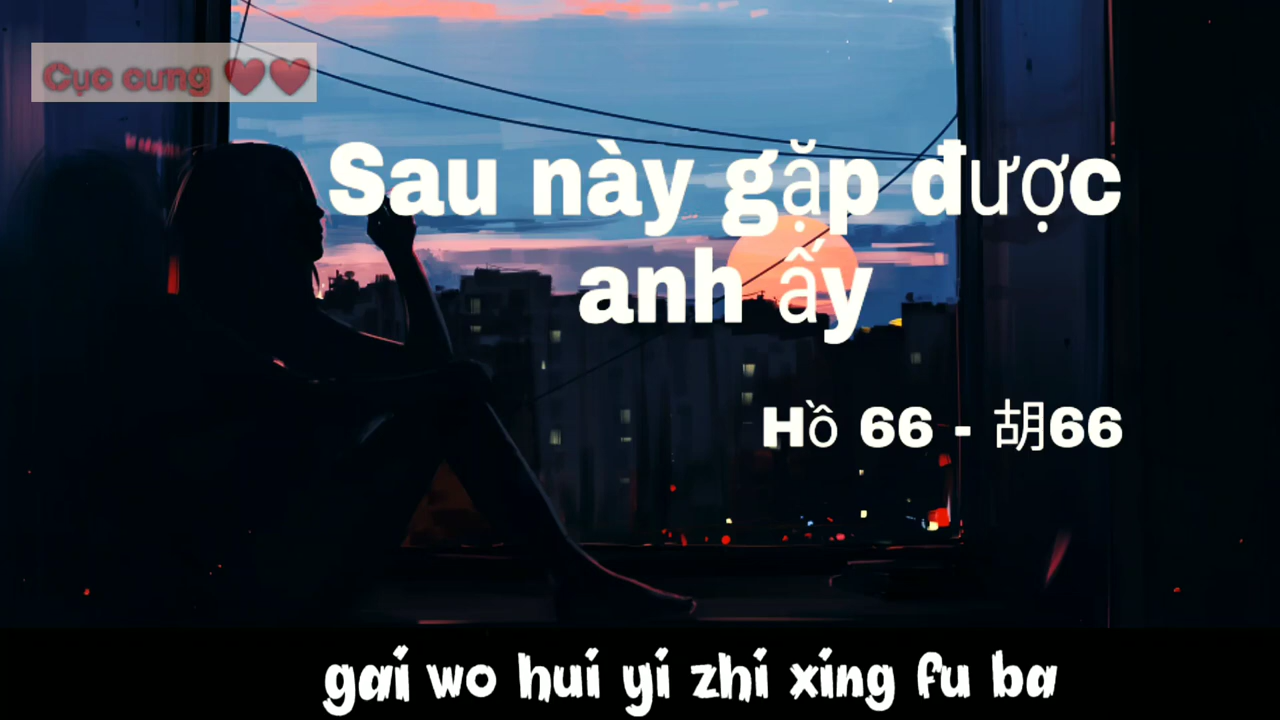 Cục cưng ❤❤
Sau này gặp được
anh ấy
Hồ 66 - 胡66
gai wo hui yi zhi xing fu ba